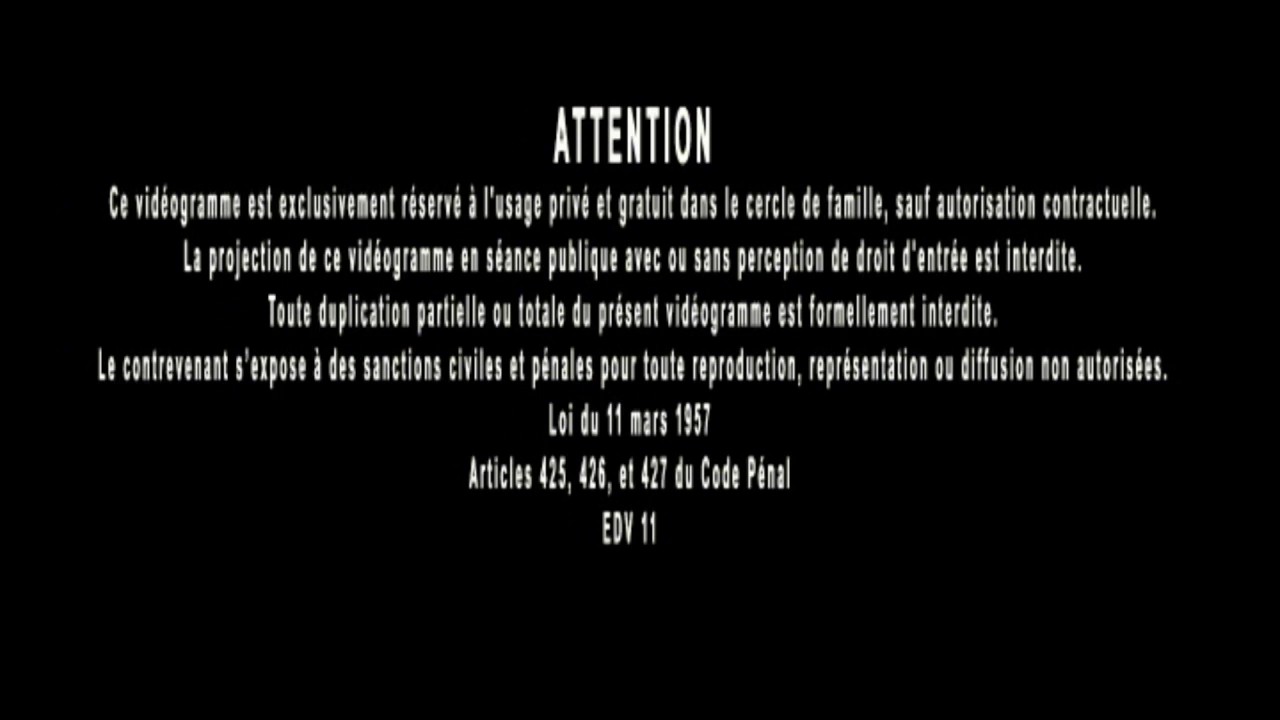 ATTENTION
Ce vidéogramme est exclusivement réservé à l'usage privé et gratuit dans le cercle de famille, sauf autorisation contractuelle.
La projection de ce vidéogramme en séance publique avec ou sans perception de droit d'entrée est interdite.
Toute duplication partielle ou totale du présent vidéogramme est formellement interdite.
Le contrevenant s'expose à des sanctions civiles et pénales pour toute reproduction, représentation ou diffusion non autorisées.
Loi du 11 mars 1957
Articles 425, 426, et 427 du Code Pénal
EDV 11